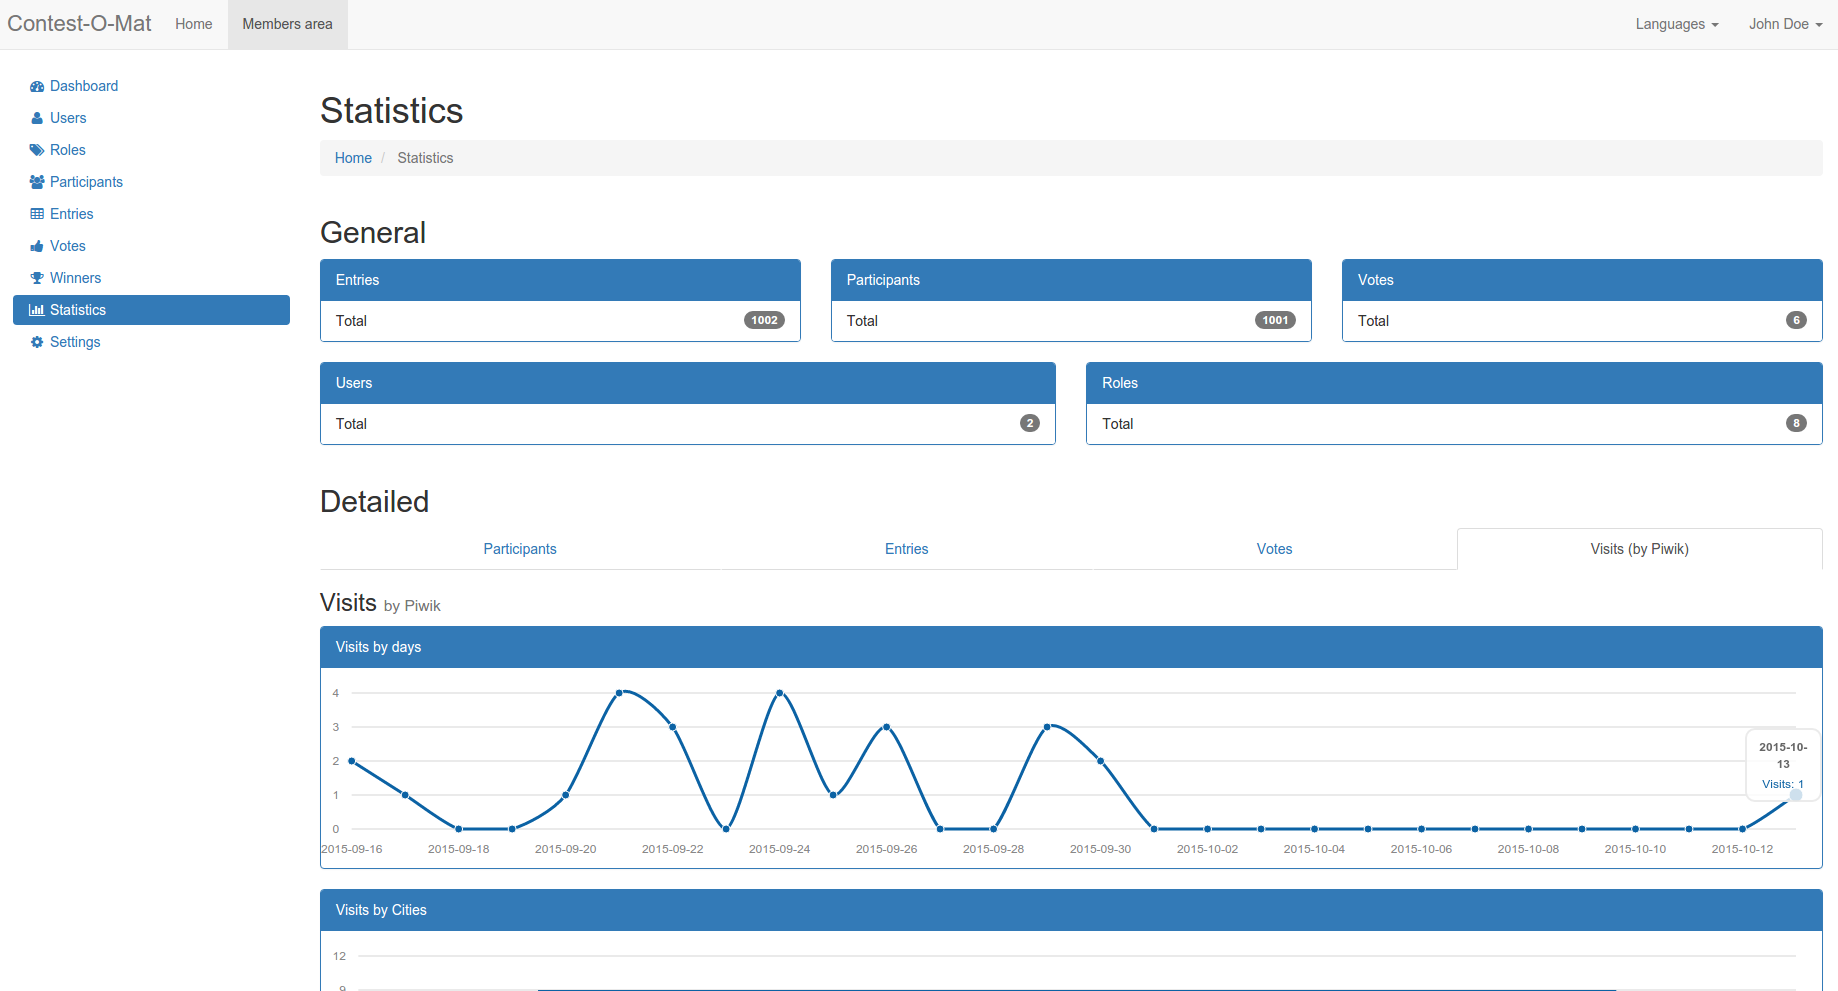 Contest-O-Mat Home Members area Languages John Doe
Dashboard
Users
Roles
Participants
Entries
Votes
Winners
Statistics
Settings
Statistics
Home / Statistics
General
Entries
Total 1002
Participants
Total 1001
Votes
Total 6
Users
Total 2
Roles
Total 8
Detailed
Participants Entries Votes Visits (by Piwik)
Visits by Piwik
Visits by days
4
3
2
1
0
2015-10-
13
Visits: 1
2015-09-16 2015-09-18 2015-09-20 2015-09-22 2015-09-24 2015-09-26 2015-09-28 2015-09-30 2015-10-02 2015-10-04 2015-10-06 2015-10-08 2015-10-10 2015-10-12
Visits by Cities
12
9